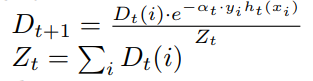 D_{t+1} = \frac{D_t(i) \cdot e^{-\alpha_t \cdot y_i h_t(x_i)}}{Z_t}
Z_t = \sum_i D_t(i)